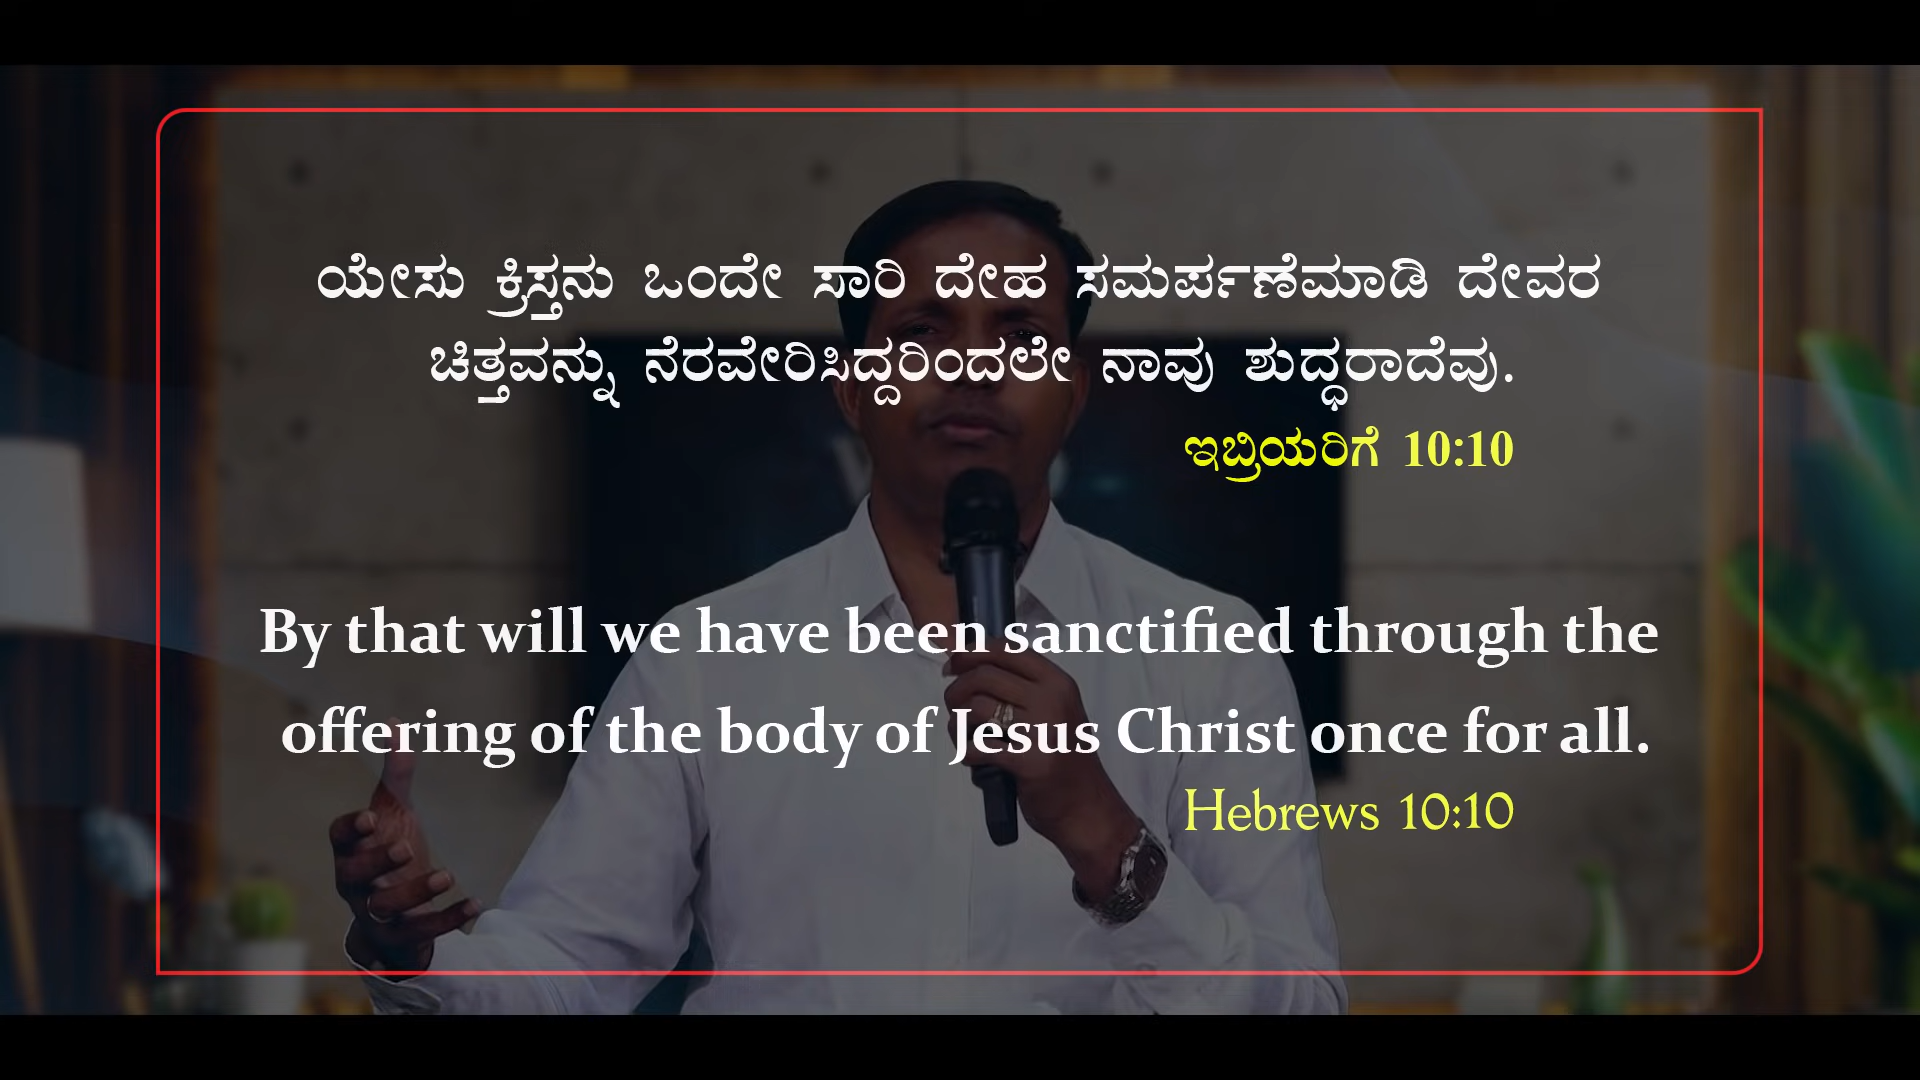 ಯೇಸು ಕ್ರಿಸ್ತನು ಒಂದೇ ಸಾರಿ ದೇಹ ಸಮರ್ಪಣೆಮಾಡಿ ದೇವರ
ಚಿತ್ತವನ್ನು ನೆರವೇರಿಸಿದ್ದರಿಂದಲೇ ನಾವು ಶುದ್ಧರಾದೆವು.
ಇಬ್ರಿಯರಿಗೆ 10:10
By that will we have been sanctified through the
offering of the body of Jesus Christ once for all.
Hebrews 10:10